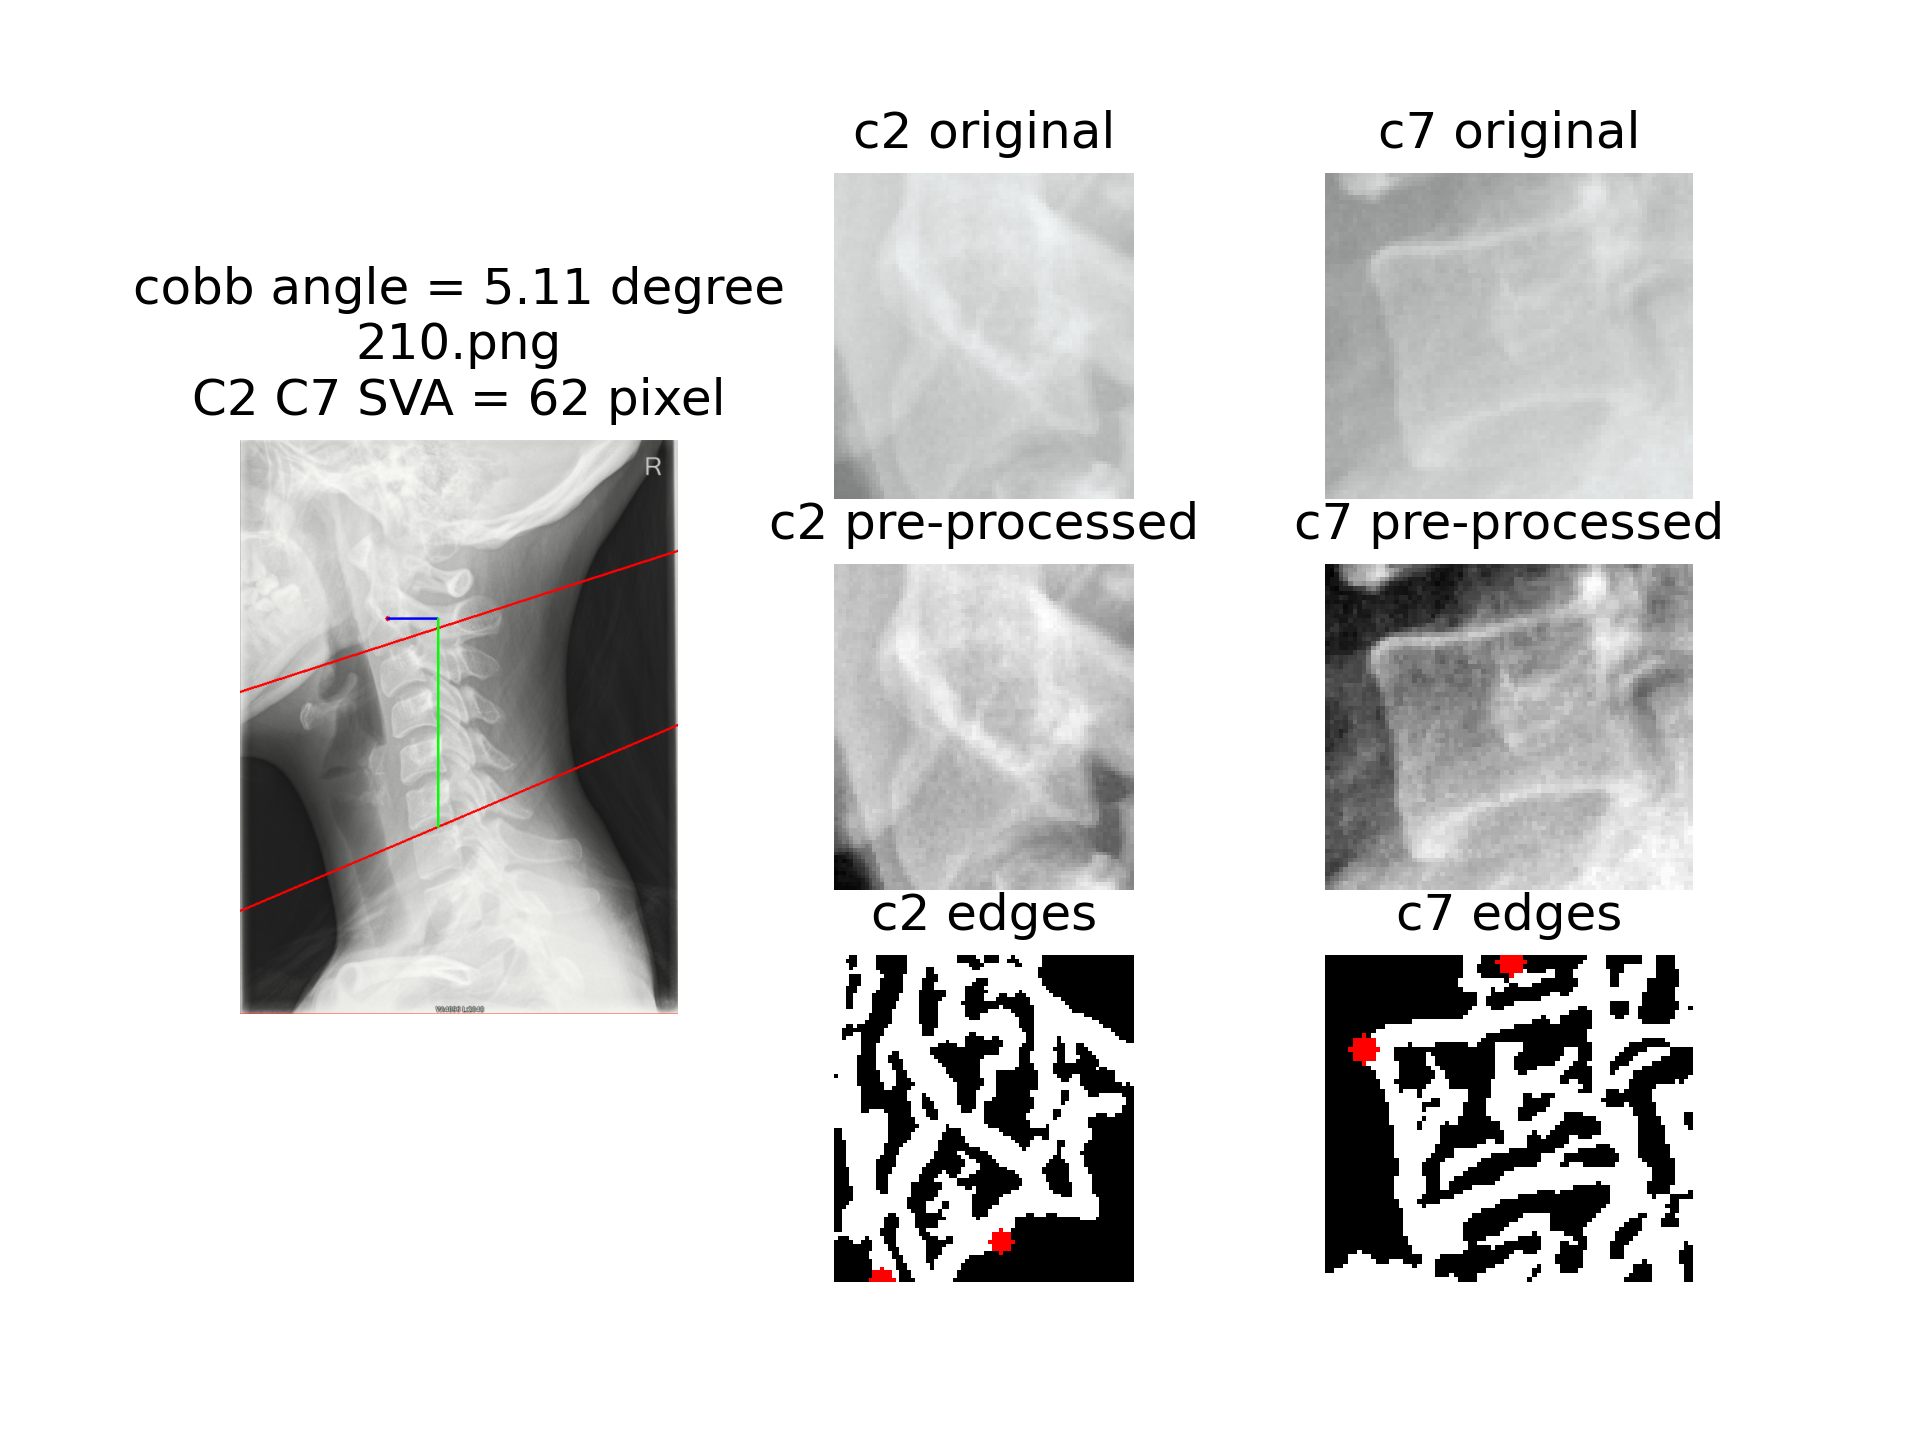 cobb angle = 5.11 degree
210.png
C2 C7 SVA = 62 pixel
R
c2 original
c7 original
c2 pre-processed
c7 pre-processed
c2 edges
c7 edges